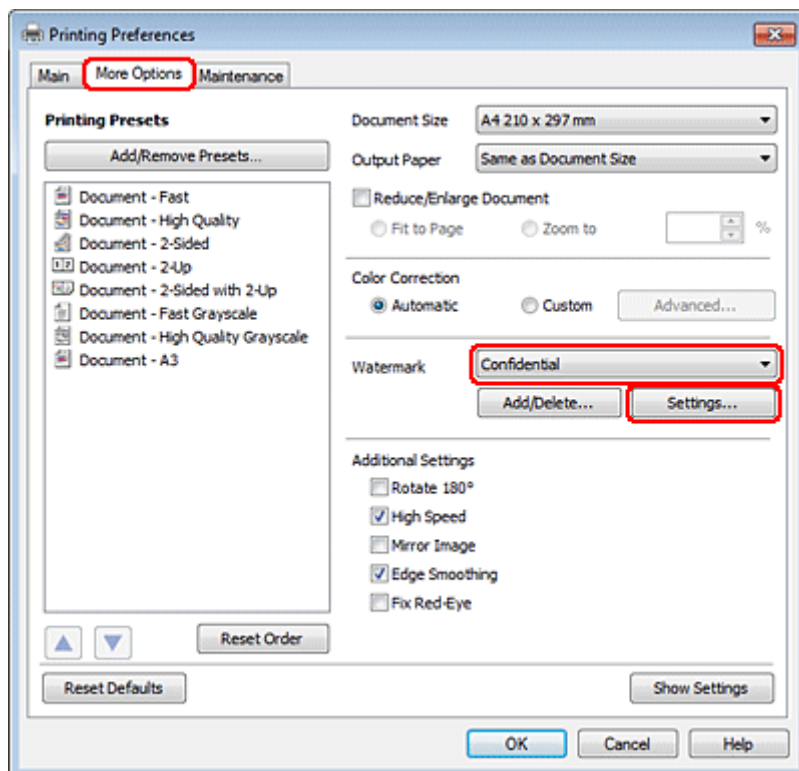 Printing Preferences
Main
More Options
Maintenance
Printing Presets
Add/Remove Presets...
Document - Fast
Document - High Quality
Document - 2-Sided
Document - 2-Up
Document - 2-Sided with 2-Up
Document - Fast Grayscale
Document - High Quality Grayscale
Document - A3
Reset Order
Document Size
A4 210 x 297 mm
Output Paper
Same as Document Size
Reduce/Enlarge Document
Fit to Page
Zoom to
%
Color Correction
Automatic
Custom
Advanced...
Watermark
Confidential
Add/Delete...
Settings...
Additional Settings
Rotate 180°
High Speed
Mirror Image
Edge Smoothing
Fix Red-Eye
Reset Defaults
Show Settings
OK
Cancel
Help